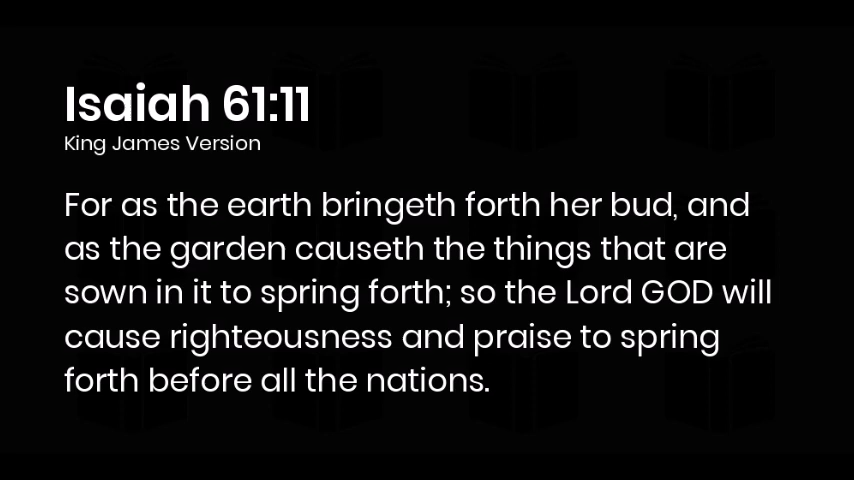 Isaiah 61:11
King James Version
For as the earth bringeth forth her bud, and
as the garden causeth the things that are
sown in it to spring forth; so the Lord GOD will
cause righteousness and praise to spring
forth before all the nations.